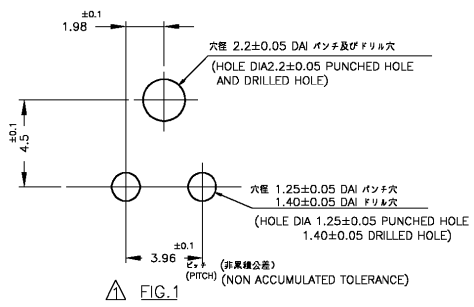 ±0.1
1.98
穴径 2.2±0.05 DAI パンチ及びドリル穴
(HOLE DIA2.2±0.05 PUNCHED HOLE
AND DRILLED HOLE)
±0.1
4.5
穴径 1.25±0.05 DAI パンチ穴
1.40±0.05 DAI ドリル穴
(HOLE DIA 1.25±0.05 PUNCHED HOLE
1.40±0.05 DRILLED HOLE)
±0.1
3.96
ピッチ (非累積公差)
(PITCH) (NON ACCUMULATED TOLERANCE)
1 FIG.1